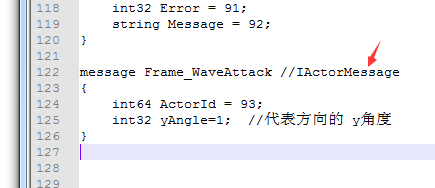 118 int32 Error = 91;
119 string Message = 92;
120 }
121
122 message Frame_WaveAttack //IActorMessage
123 {
124 int64 ActorId = 93;
125 int32 yAngle=1; //代表方向的 y角度
126 }
127
128
129